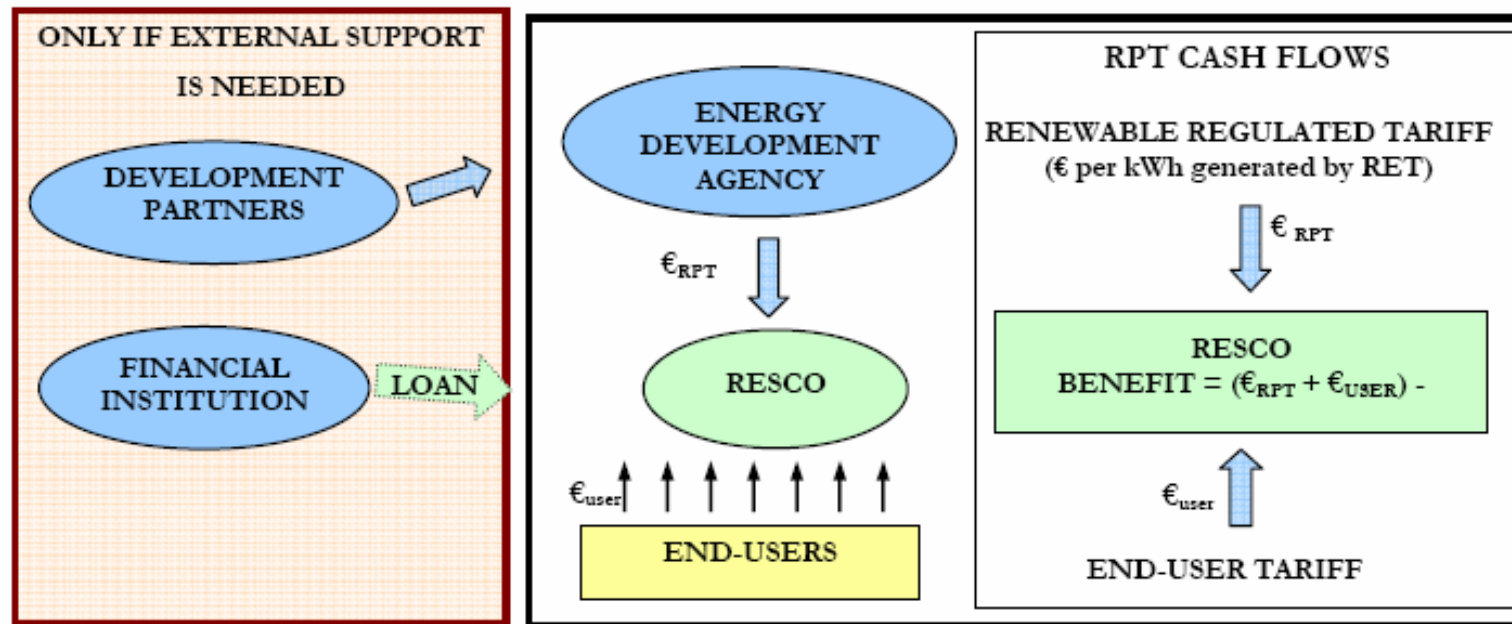 ONLY IF EXTERNAL SUPPORT
IS NEEDED
DEVELOPMENT
PARTNERS
FINANCIAL
INSTITUTION
LOAN
ENERGY
DEVELOPMENT
AGENCY
€RPT
RESCO
€user
END-USERS
RPT CASH FLOWS
RENEWABLE REGULATED TARIFF
(€ per kWh generated by RET)
€ RPT
RESCO
BENEFIT = (€RPT + €USER) -
€user
END-USER TARIFF